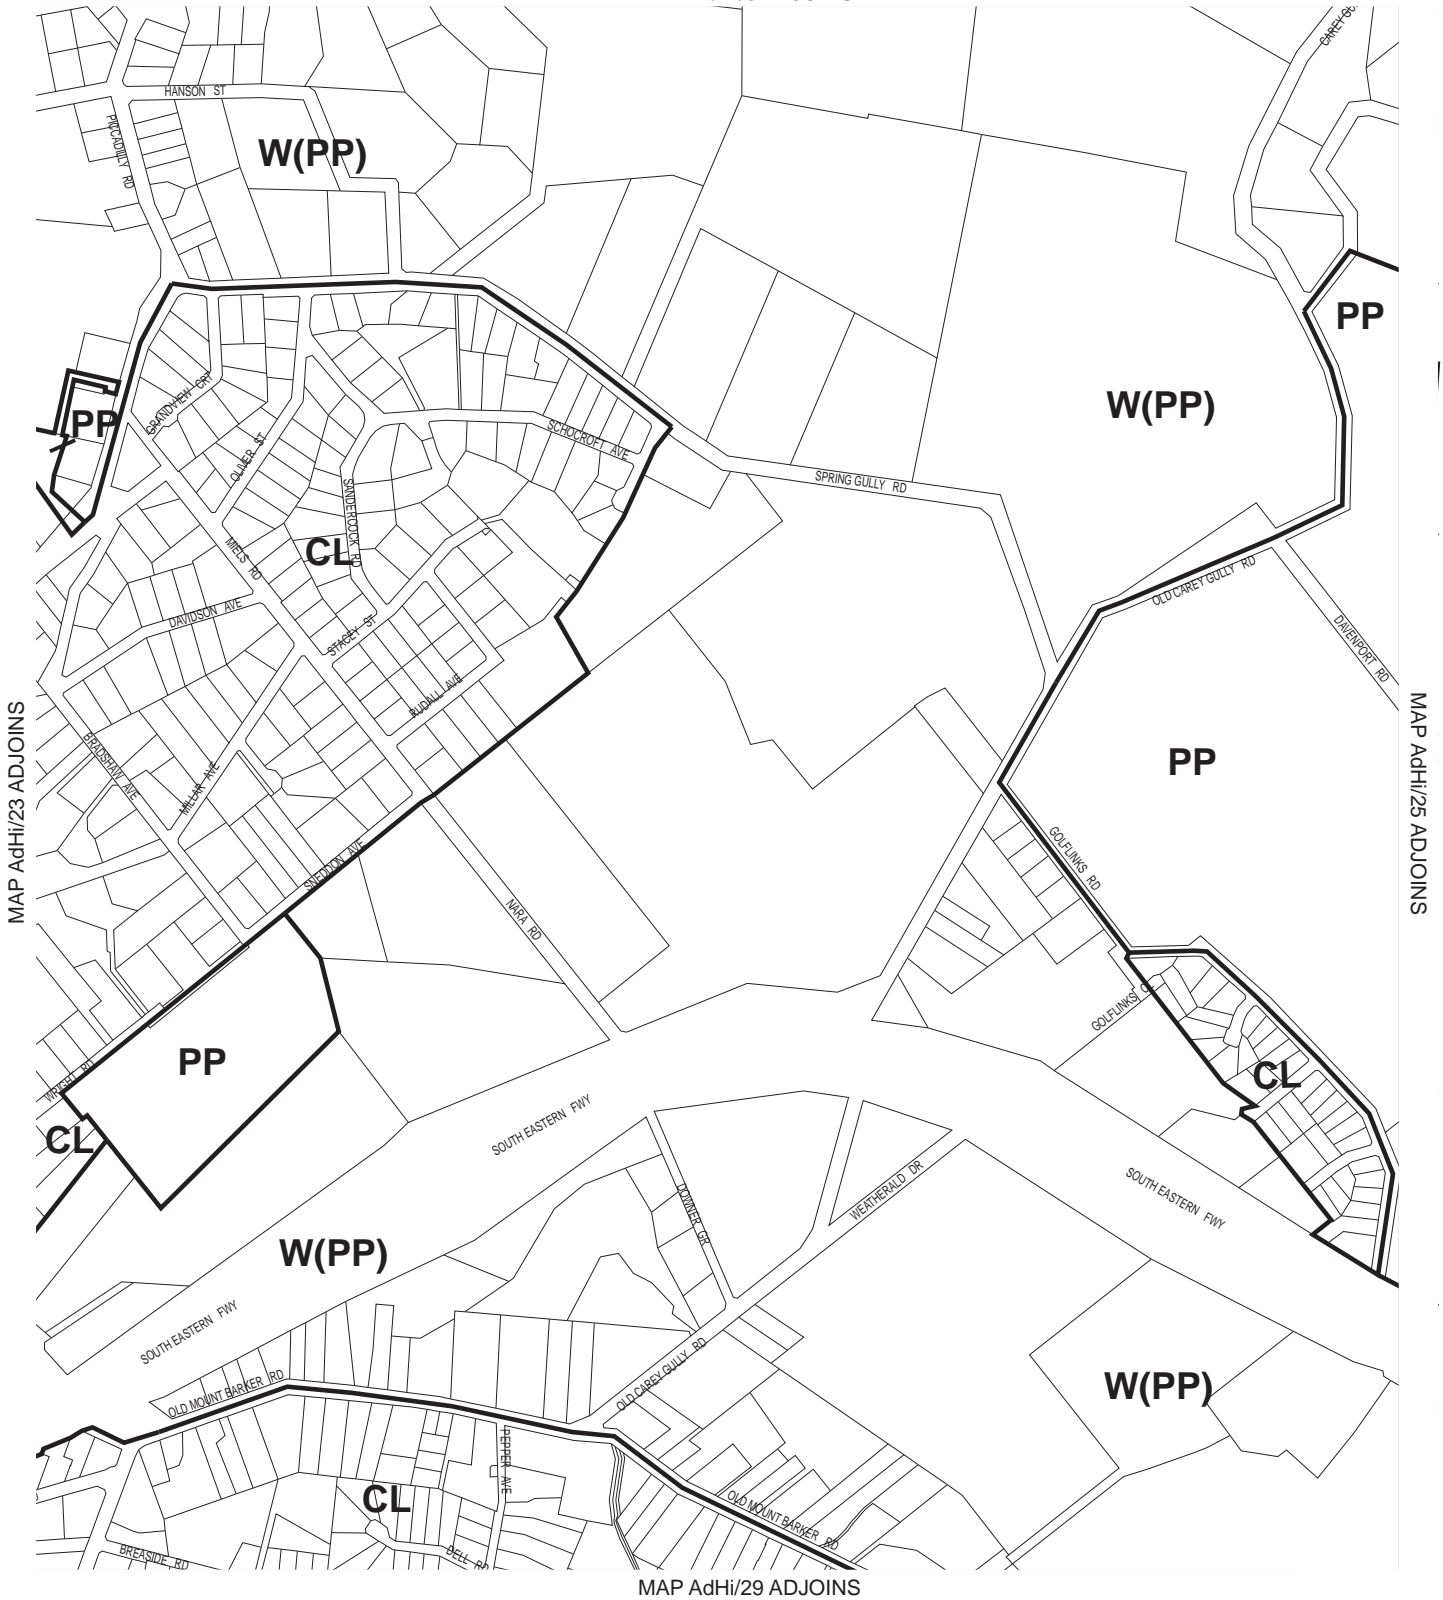 CAREY GU
HANSON ST
PICCADILLY RD
W(PP)
PP
W(PP)
PP
GRANDVIEW CRT
OLIVER ST
SCHOCROFT AVE
SANDERCOCK RD
SPRING GULLY RD
CL
MIELS RD
OLD CAREY GULLY RD
DAVIDSON AVE
STACEY ST
DAVENPORT RD
RUDALL AVE
MAP AdHi/23 ADJOINS
MAP AdHi/25 ADJOINS
BRADSHAW AVE
MILLAR AVE
PP
SNEDDON AVE
GOLFLINKS RD
NARA RD
GOLFLINKS
PP
WRIGHT RD
CL
CL
SOUTH EASTERN FWY
DOWNER GR
WEATHERALD DR
SOUTH EASTERN FWY
W(PP)
SOUTH EASTERN FWY
OLD MOUNT BARKER RD
OLD CAREY GULLY RD
W(PP)
PEPPER AVE
CL
OLD MOUNT BARKER RD
BREASIDE RD
DELL RD
MAP AdHi/29 ADJOINS